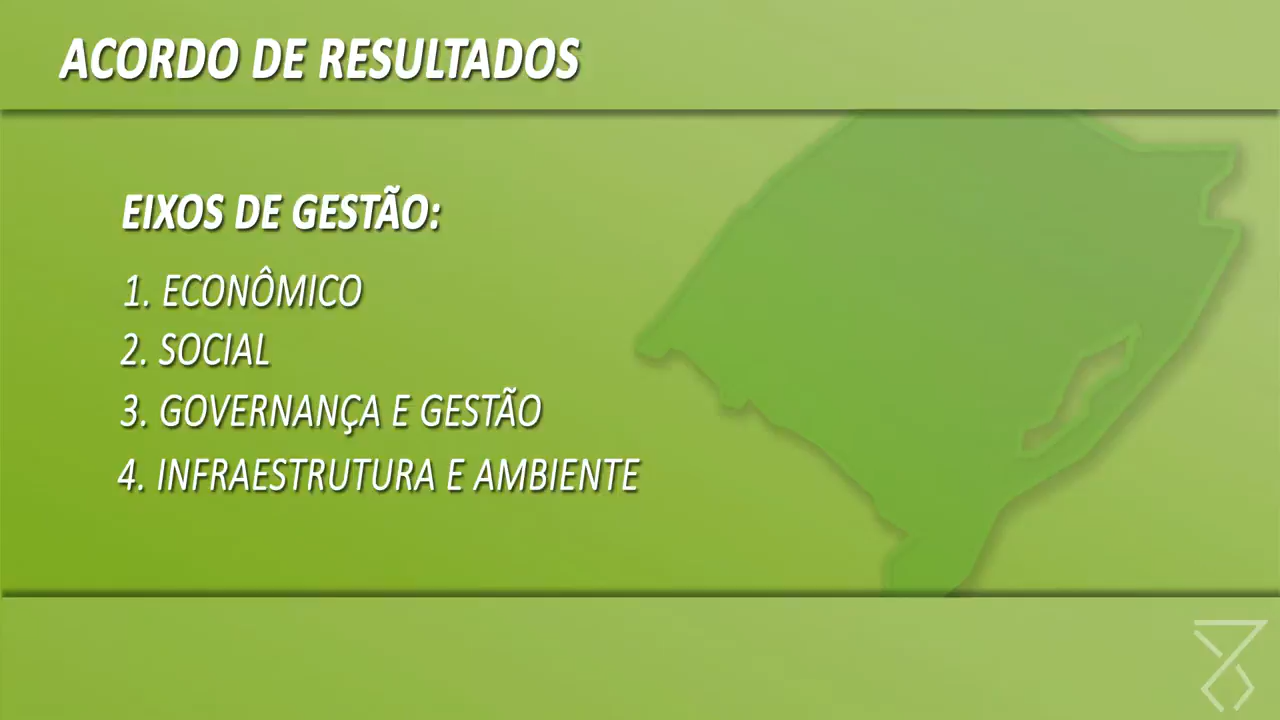 ACORDO DE RESULTADOS
EIXOS DE GESTÃO:
1. ECONÔMICO
2. SOCIAL
3. GOVERNANÇA E GESTÃO
4. INFRAESTRUTURA E AMBIENTE